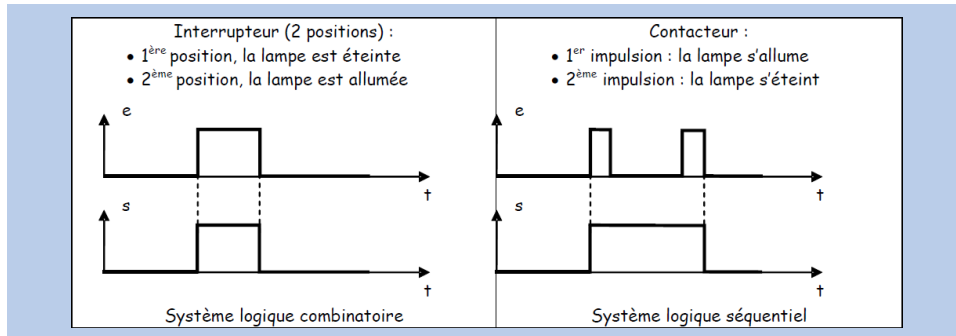 Interrupteur (2 positions) :
• 1ère position, la lampe est éteinte
• 2ème position, la lampe est allumée
e
t
s
t
Système logique combinatoire
Contacteur :
• 1er impulsion : la lampe s'allume
• 2ème impulsion : la lampe s'éteint
e
t
s
t
Système logique séquentiel